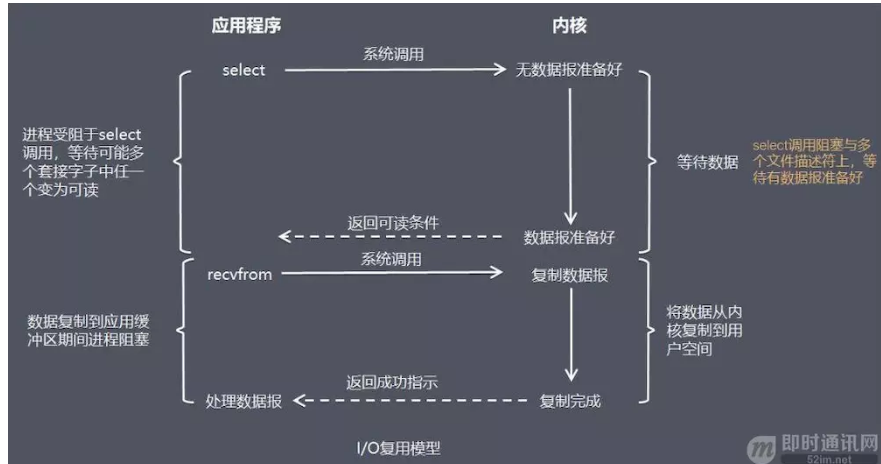 应用程序
内核
系统调用
select
无数据报准备好
进程受阻于select
调用，等待可能多
个套接字子中任一
个变为可读
等待数据
select调用阻塞与多
个文件描述符上，等
待有数据报准备好
返回可读条件
数据报准备好
系统调用
recvfrom
复制数据报
数据复制到应用缓
冲区期间进程阻塞
将数据从内
核复制到用
户空间
返回成功指示
处理数据报
复制完成
I/O复用模型
即时通讯网
52im.net